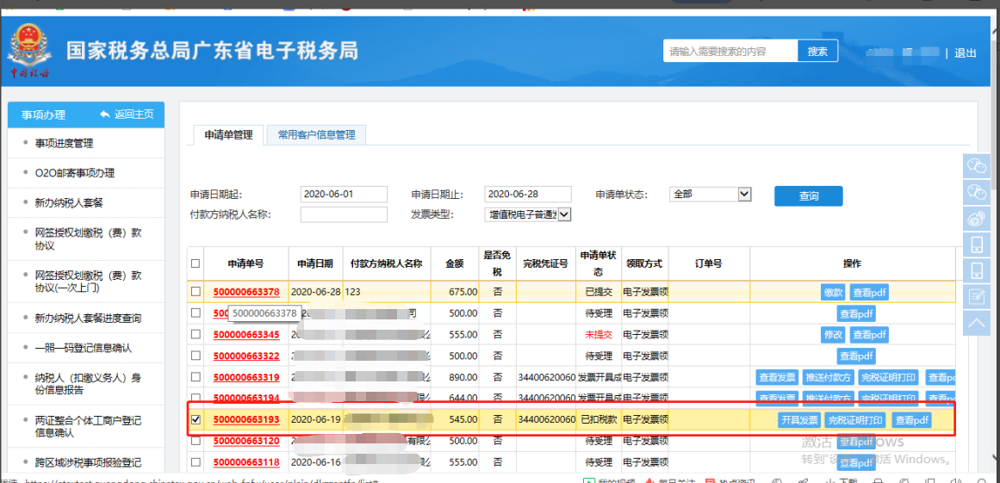 中国税务
国家税务总局广东省电子税务局
请输入需要搜索的内容 搜索 | 退出
事项办理 返回主页
事项进度管理
O2O邮寄事项办理
新办纳税人套餐
网签授权划缴税（费）款
协议
网签授权划缴税（费）款
协议(一次上门)
新办纳税人套餐进度查询
一照一码登记信息确认
纳税人（扣缴义务人）身
份信息报告
两证整合个体工商户登记
信息确认
跨区域涉税事项报验登记
申请单管理 常用客户信息管理
申请日期起: 2020-06-01 申请日期止: 2020-06-28 申请单状态: 全部 查询
付款方纳税人名称: 发票类型: 增值税电子普通发
申请单号 申请日期 付款方纳税人名称 金额 是否免税 完税凭证号 申请单状态 领取方式 订单号 操作
500000663378 2020-06-28 123 675.00 否 已提交 电子发票领 缴款 查看pdf
500 500000663378 司 500.00 否 待受理 电子发票领 查看pdf
500000663345 555.00 否 未提交 电子发票领 修改 查看pdf
500000663322 500.00 否 待受理 电子发票领 查看pdf
500000663319 890.00 否 34400620060 发票开具成 电子发票领 查看发票 推送付款方 完税证明打印 查看pd
500000663194 644.00 否 34400620060 发票开具成 电子发票领 查看发票 推送付款方 完税证明打印 查看pd
500000663193 2020-06-19 545.00 否 34400620060 已扣税款 电子发票领 开具发票 完税证明打印 查看pdf
500000663120 有限 500.00 否 待受理 电子发票领 查看pdf
500000663118 2020-06-16 555.00 否 待受理 电子发票领 查看pdf
激活 Windows
转到"设 激活 Windows。
我的视频 每日关注 热点资讯 下载